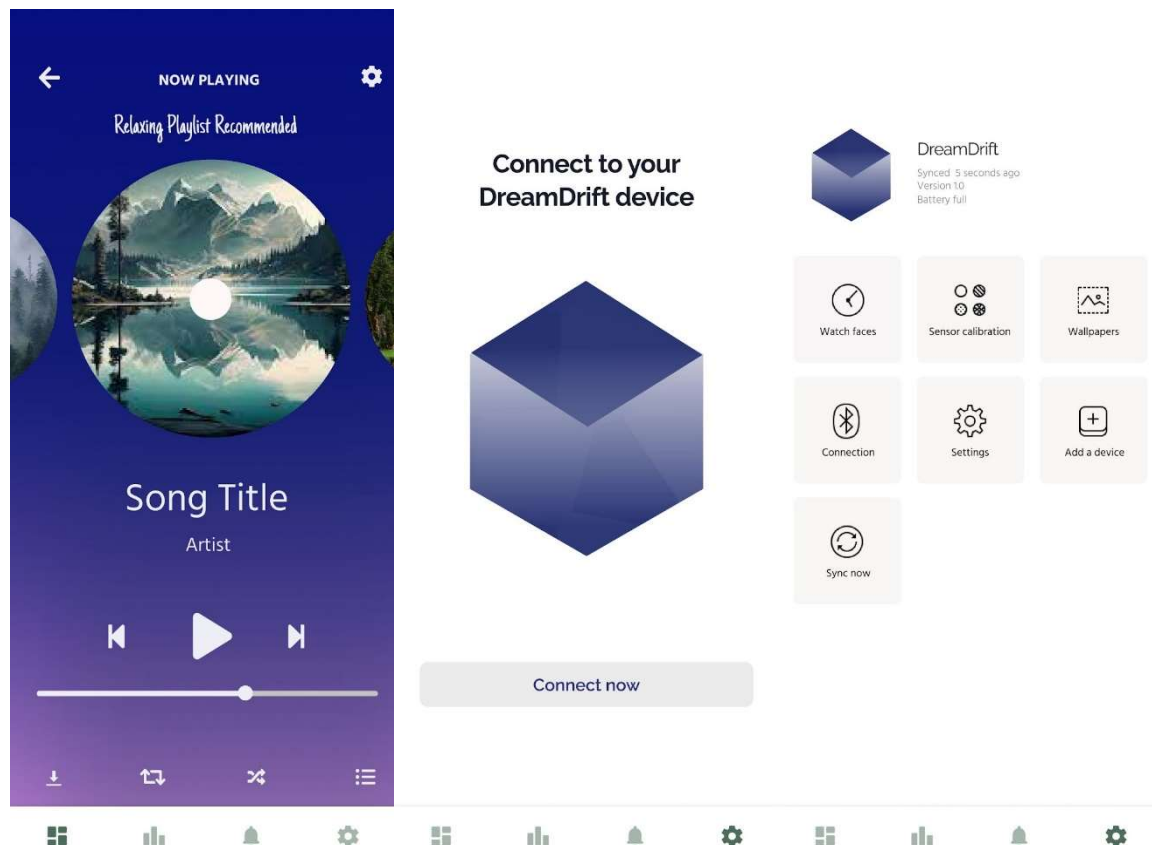 NOW PLAYING
Relaxing Playlist Recommended
Song Title
Artist
Connect to your
DreamDrift device
Connect now
DreamDrift
Synced 5 seconds ago
Version 1.0
Battery full
Watch faces
Sensor calibration
Wallpapers
Connection
Settings
Add a device
Sync now